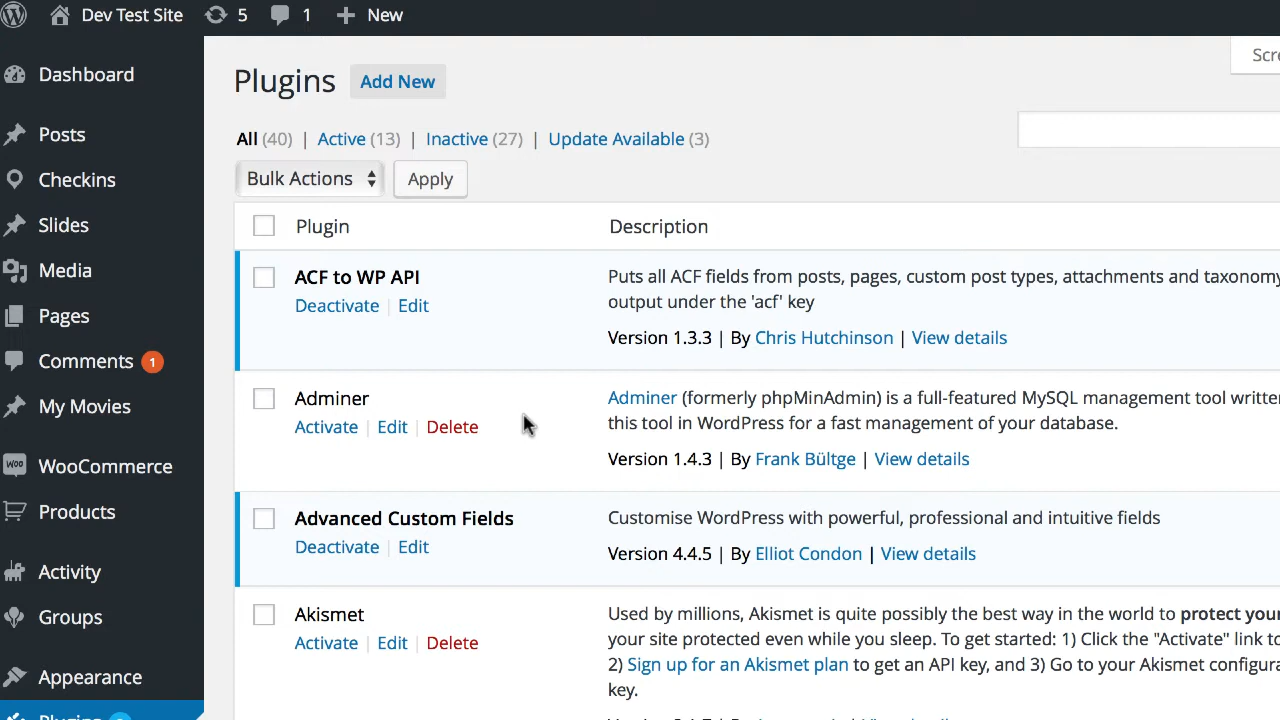 Dev Test Site 5 1 New
Scre
Dashboard
Posts
Checkins
Slides
Media
Pages
Comments 1
My Movies
WooCommerce
Products
Activity
Groups
Appearance
Plugins
Plugins Add New
All (40) | Active (13) | Inactive (27) | Update Available (3)
Bulk Actions Apply
Plugin Description
ACF to WP API
Deactivate | Edit
Puts all ACF fields from posts, pages, custom post types, attachments and taxonomy
output under the 'acf' key
Version 1.3.3 | By Chris Hutchinson | View details
Adminer
Activate | Edit | Delete
Adminer (formerly phpMinAdmin) is a full-featured MySQL management tool written
this tool in WordPress for a fast management of your database.
Version 1.4.3 | By Frank Bültge | View details
Advanced Custom Fields
Deactivate | Edit
Customise WordPress with powerful, professional and intuitive fields
Version 4.4.5 | By Elliot Condon | View details
Akismet
Activate | Edit | Delete
Used by millions, Akismet is quite possibly the best way in the world to protect your
your site protected even while you sleep. To get started: 1) Click the "Activate" link to
2) Sign up for an Akismet plan to get an API key, and 3) Go to your Akismet configura
key.